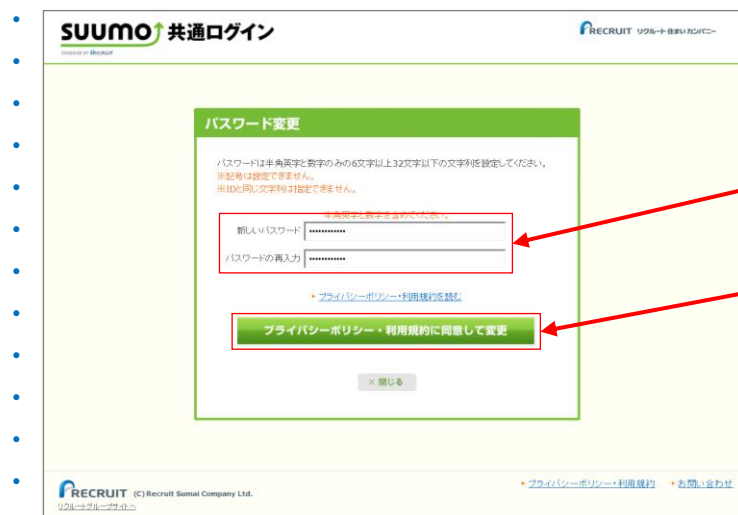 SUUMO 共通ログイン
POWERED BY RECRUIT
RECRUIT リクルート住まいカンパニー
パスワード変更
パスワードは半角英字と数字のみの6文字以上32文字以下の文字列を設定してください。
※記号は設定できません。
※IDと同じ文字列は指定できません。
半角英字と数字を含めてください。
新しいパスワード ••••••••••••
パスワードの再入力 ••••••••••••
プライバシーポリシー・利用規約を読む
プライバシーポリシー・利用規約に同意して変更
× 閉じる
RECRUIT (C) Recruit Sumai Company Ltd.
リクルートグループサイトへ
プライバシーポリシー・利用規約 お問い合わせ